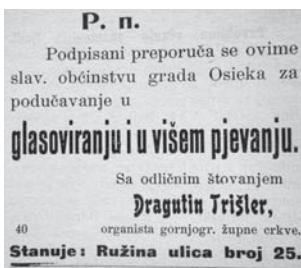 P. n.
Podpisani preporuča se ovime
slav. občinstvu grada Osieka za
podučavanje u
glasoviranju i u višem pjevanju.
Sa odličnim štovanjem
Dragutin Trišler,
40 organista gornjogr. župne crkve.
Stanuje: Ružina ulica broj 25.